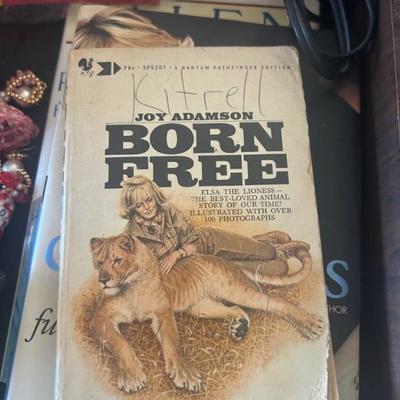 75c • SP5207 • A BANTAM PATHFINDER EDITION
Kitrell
JOY ADAMSON
BORN
FREE
ELSA THE LIONESS—
THE BEST-LOVED ANIMAL
STORY OF OUR TIME!
ILLUSTRATED WITH OVER
100 PHOTOGRAPHS